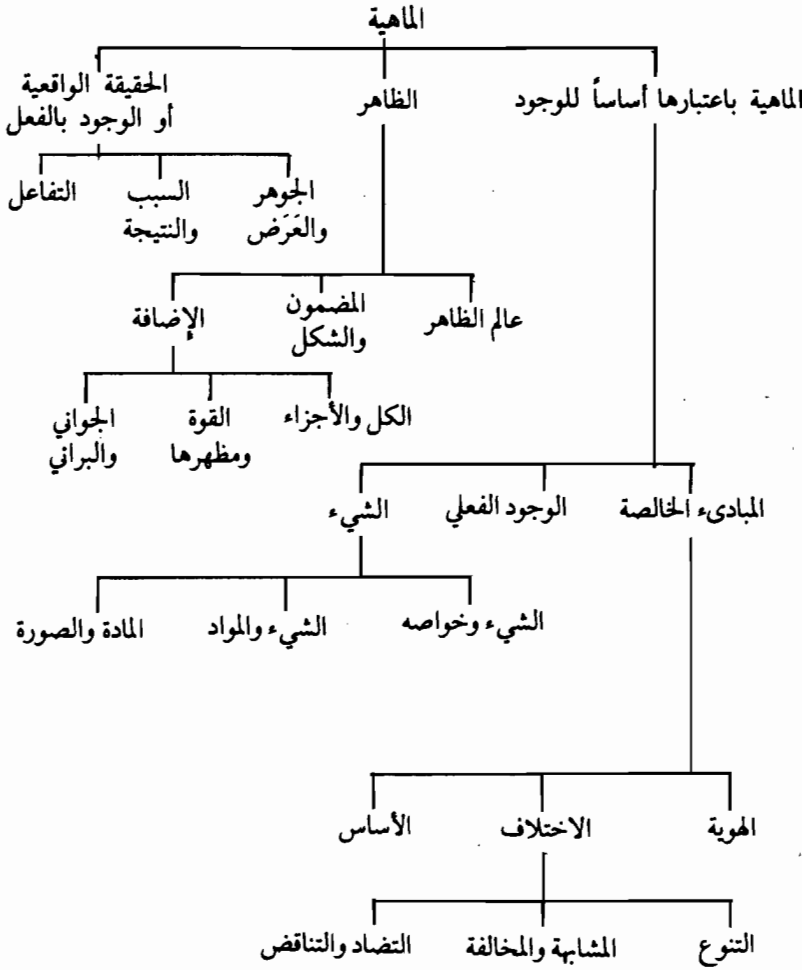 الماهية
الماهية باعتبارها أساساً للوجود
الظاهر
الحقيقة الواقعية
أو الوجود بالفعل
الجوهر
والعَرَض
السبب
والنتيجة
التفاعل
عالم الظاهر
المضمون
والشكل
الإضافة
الكل والأجزاء
القوة
ومظهرها
الجواني
والبراني
المبادىء الخالصة
الوجود الفعلي
الشيء
الشيء وخواصه
الشيء والمواد
المادة والصورة
الهوية
الاختلاف
الأساس
التنوع
المشابهة والمخالفة
التضاد والتناقض